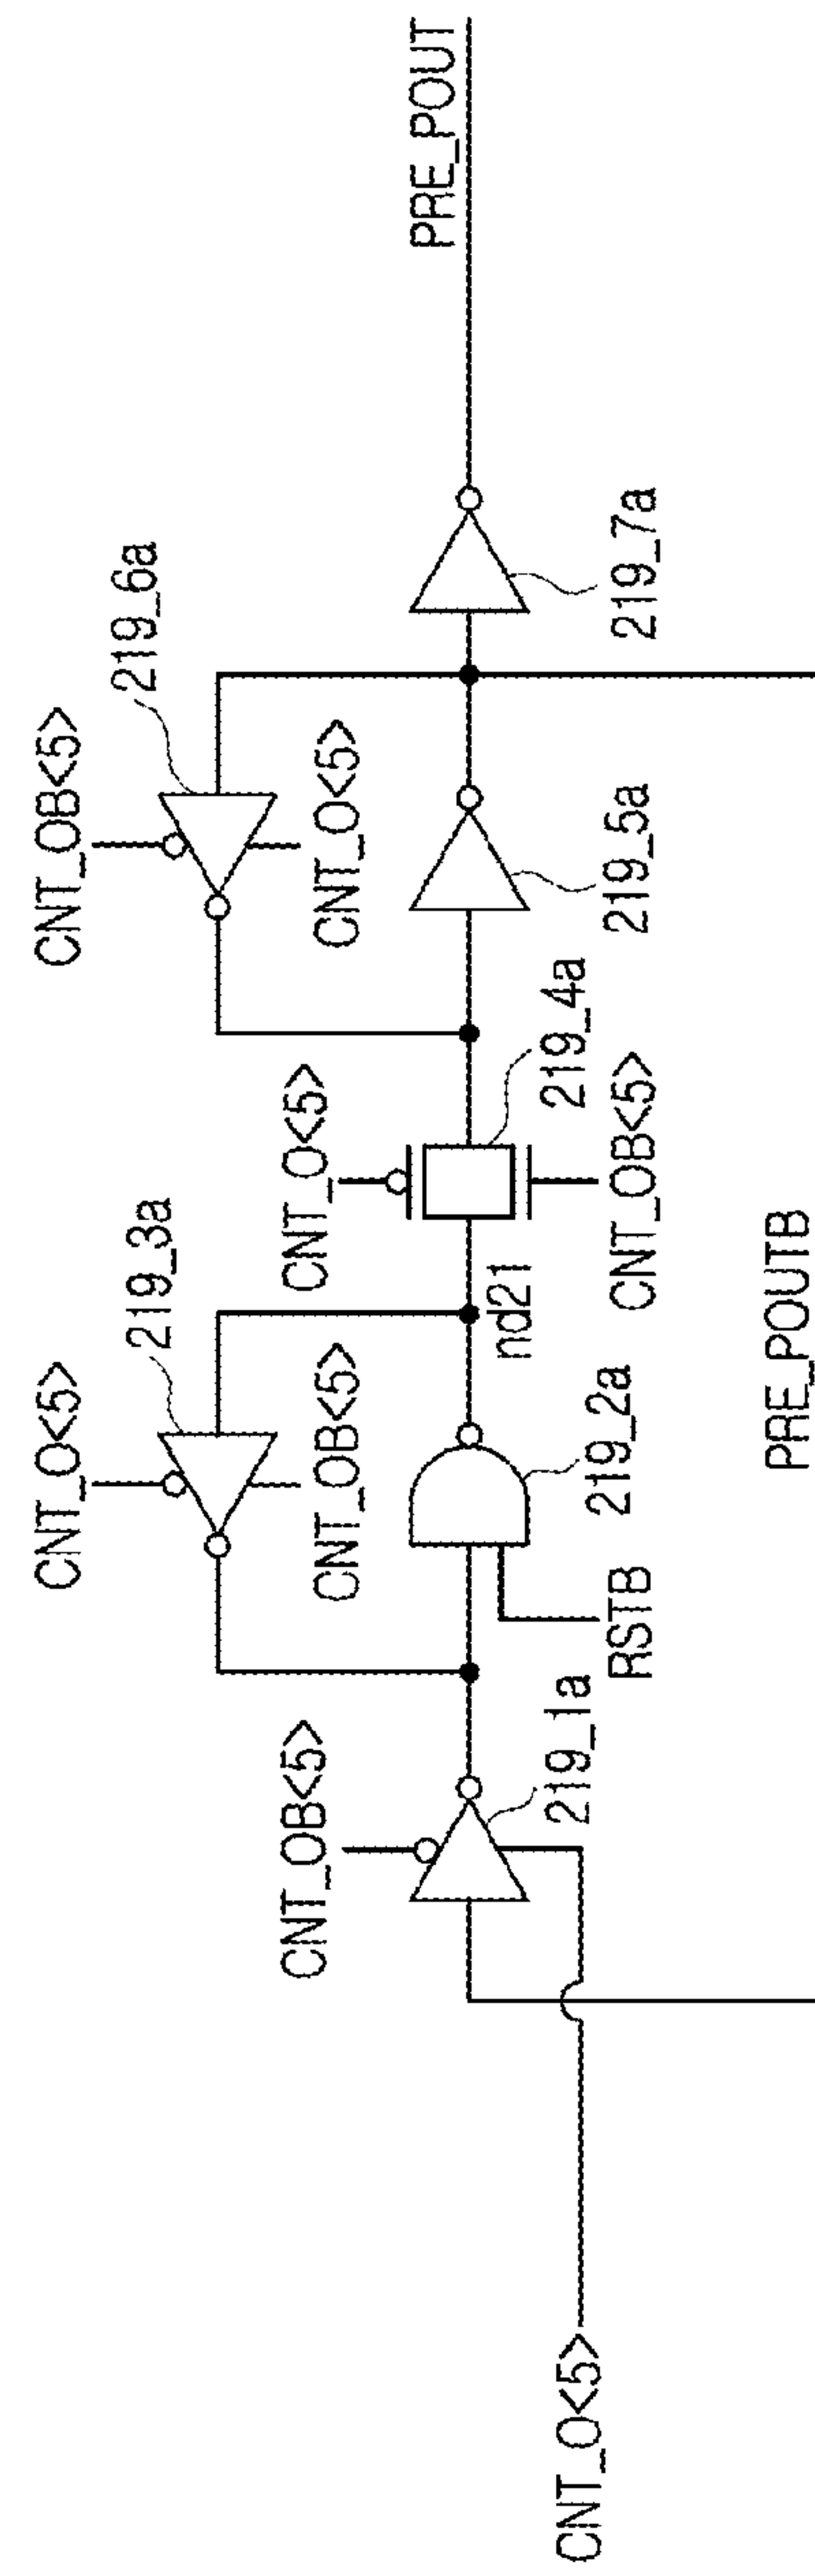 CNT_O<5>
219_3a
CNT_OB<5>
219_6a
CNT_OB<5>
CNT_OB<5>
CNT_O<5>
CNT_O<5>
PRE_POUT
nd21
219_1a
RSTB
219_2a
CNT_OB<5>
219_4a
219_5a
219_7a
CNT_O<5>
PRE_POUTB